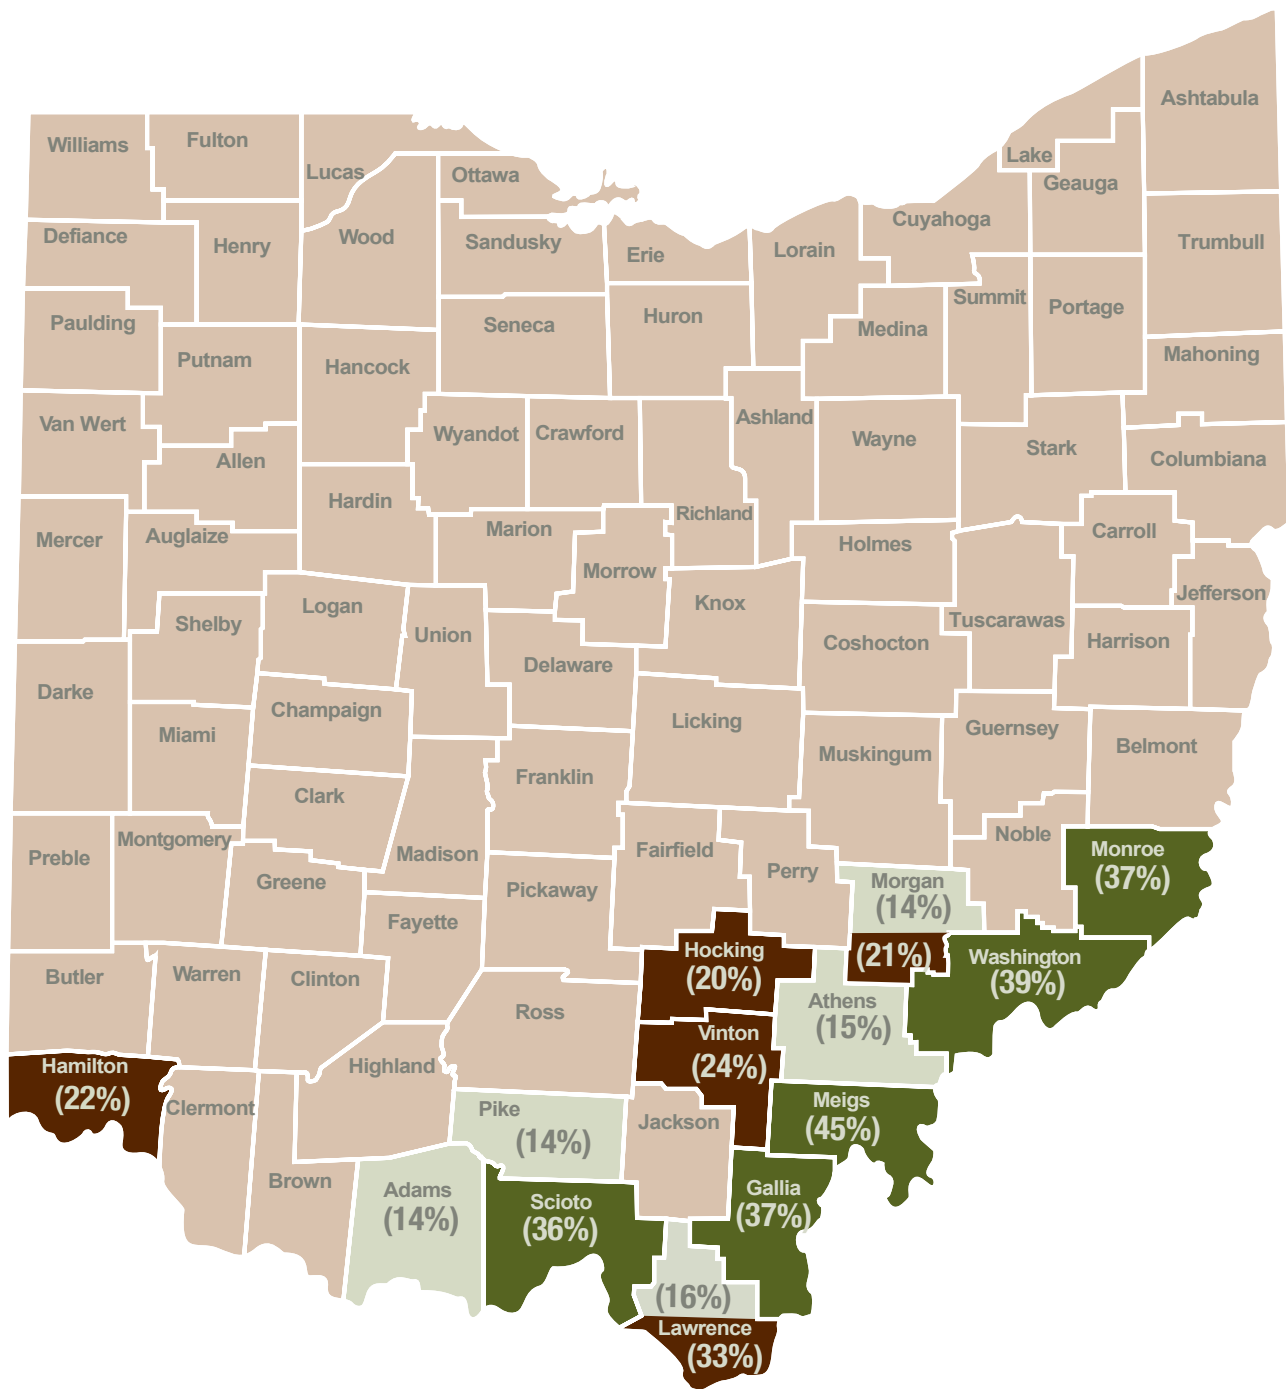 Ashtabula
Williams
Fulton
Lucas
Ottawa
Lake
Geauga
Cuyahoga
Defiance
Henry
Wood
Sandusky
Erie
Lorain
Trumbull
Paulding
Putnam
Hancock
Seneca
Huron
Medina
Summit
Portage
Mahoning
Van Wert
Allen
Wyandot
Crawford
Ashland
Wayne
Stark
Columbiana
Mercer
Auglaize
Hardin
Marion
Richland
Holmes
Carroll
Morrow
Jefferson
Shelby
Logan
Union
Knox
Tuscarawas
Coshocton
Harrison
Darke
Delaware
Champaign
Miami
Licking
Guernsey
Belmont
Muskingum
Franklin
Clark
Preble
Montgomery
Madison
Greene
Fairfield
Perry
Noble
Monroe
(37%)
Pickaway
Morgan
(14%)
Fayette
Butler
Warren
Clinton
Hocking
(20%)
(21%)
Washington
(39%)
Ross
Athens
(15%)
Vinton
(24%)
Hamilton
(22%)
Highland
Clermont
Pike
(14%)
Jackson
Meigs
(45%)
Brown
Adams
(14%)
Scioto
(36%)
Gallia
(37%)
(16%)
Lawrence
(33%)